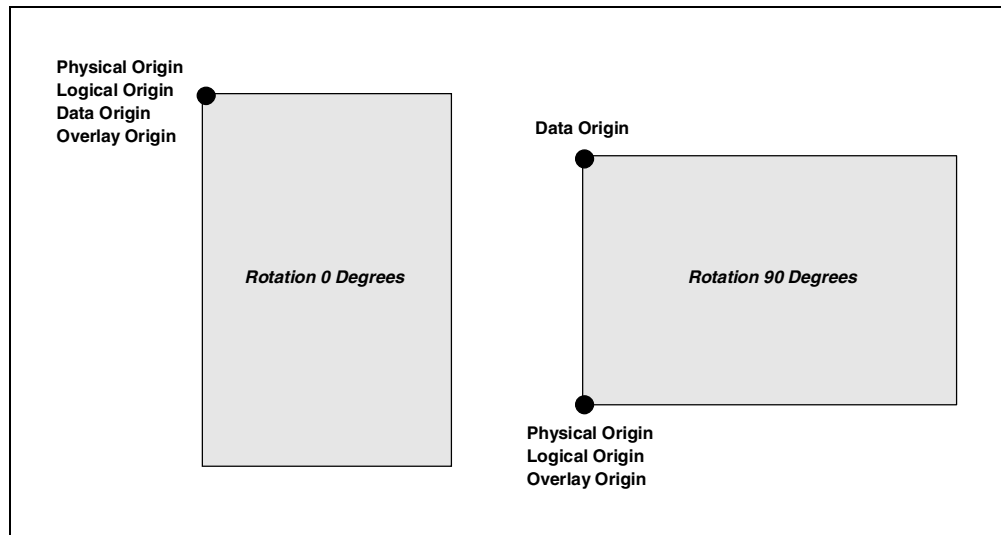 Physical Origin
Logical Origin
Data Origin
Overlay Origin
Rotation 0 Degrees
Data Origin
Rotation 90 Degrees
Physical Origin
Logical Origin
Overlay Origin